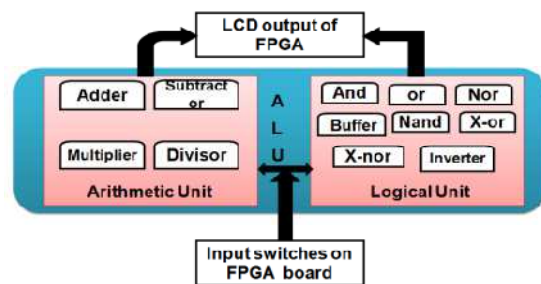 LCD output of
FPGA
Adder
Subtract
or
Multiplier
Divisor
Arithmetic Unit
A
L
U
And
or
Nor
Buffer
Nand
X-or
X-nor
Inverter
Logical Unit
Input switches on
FPGA board